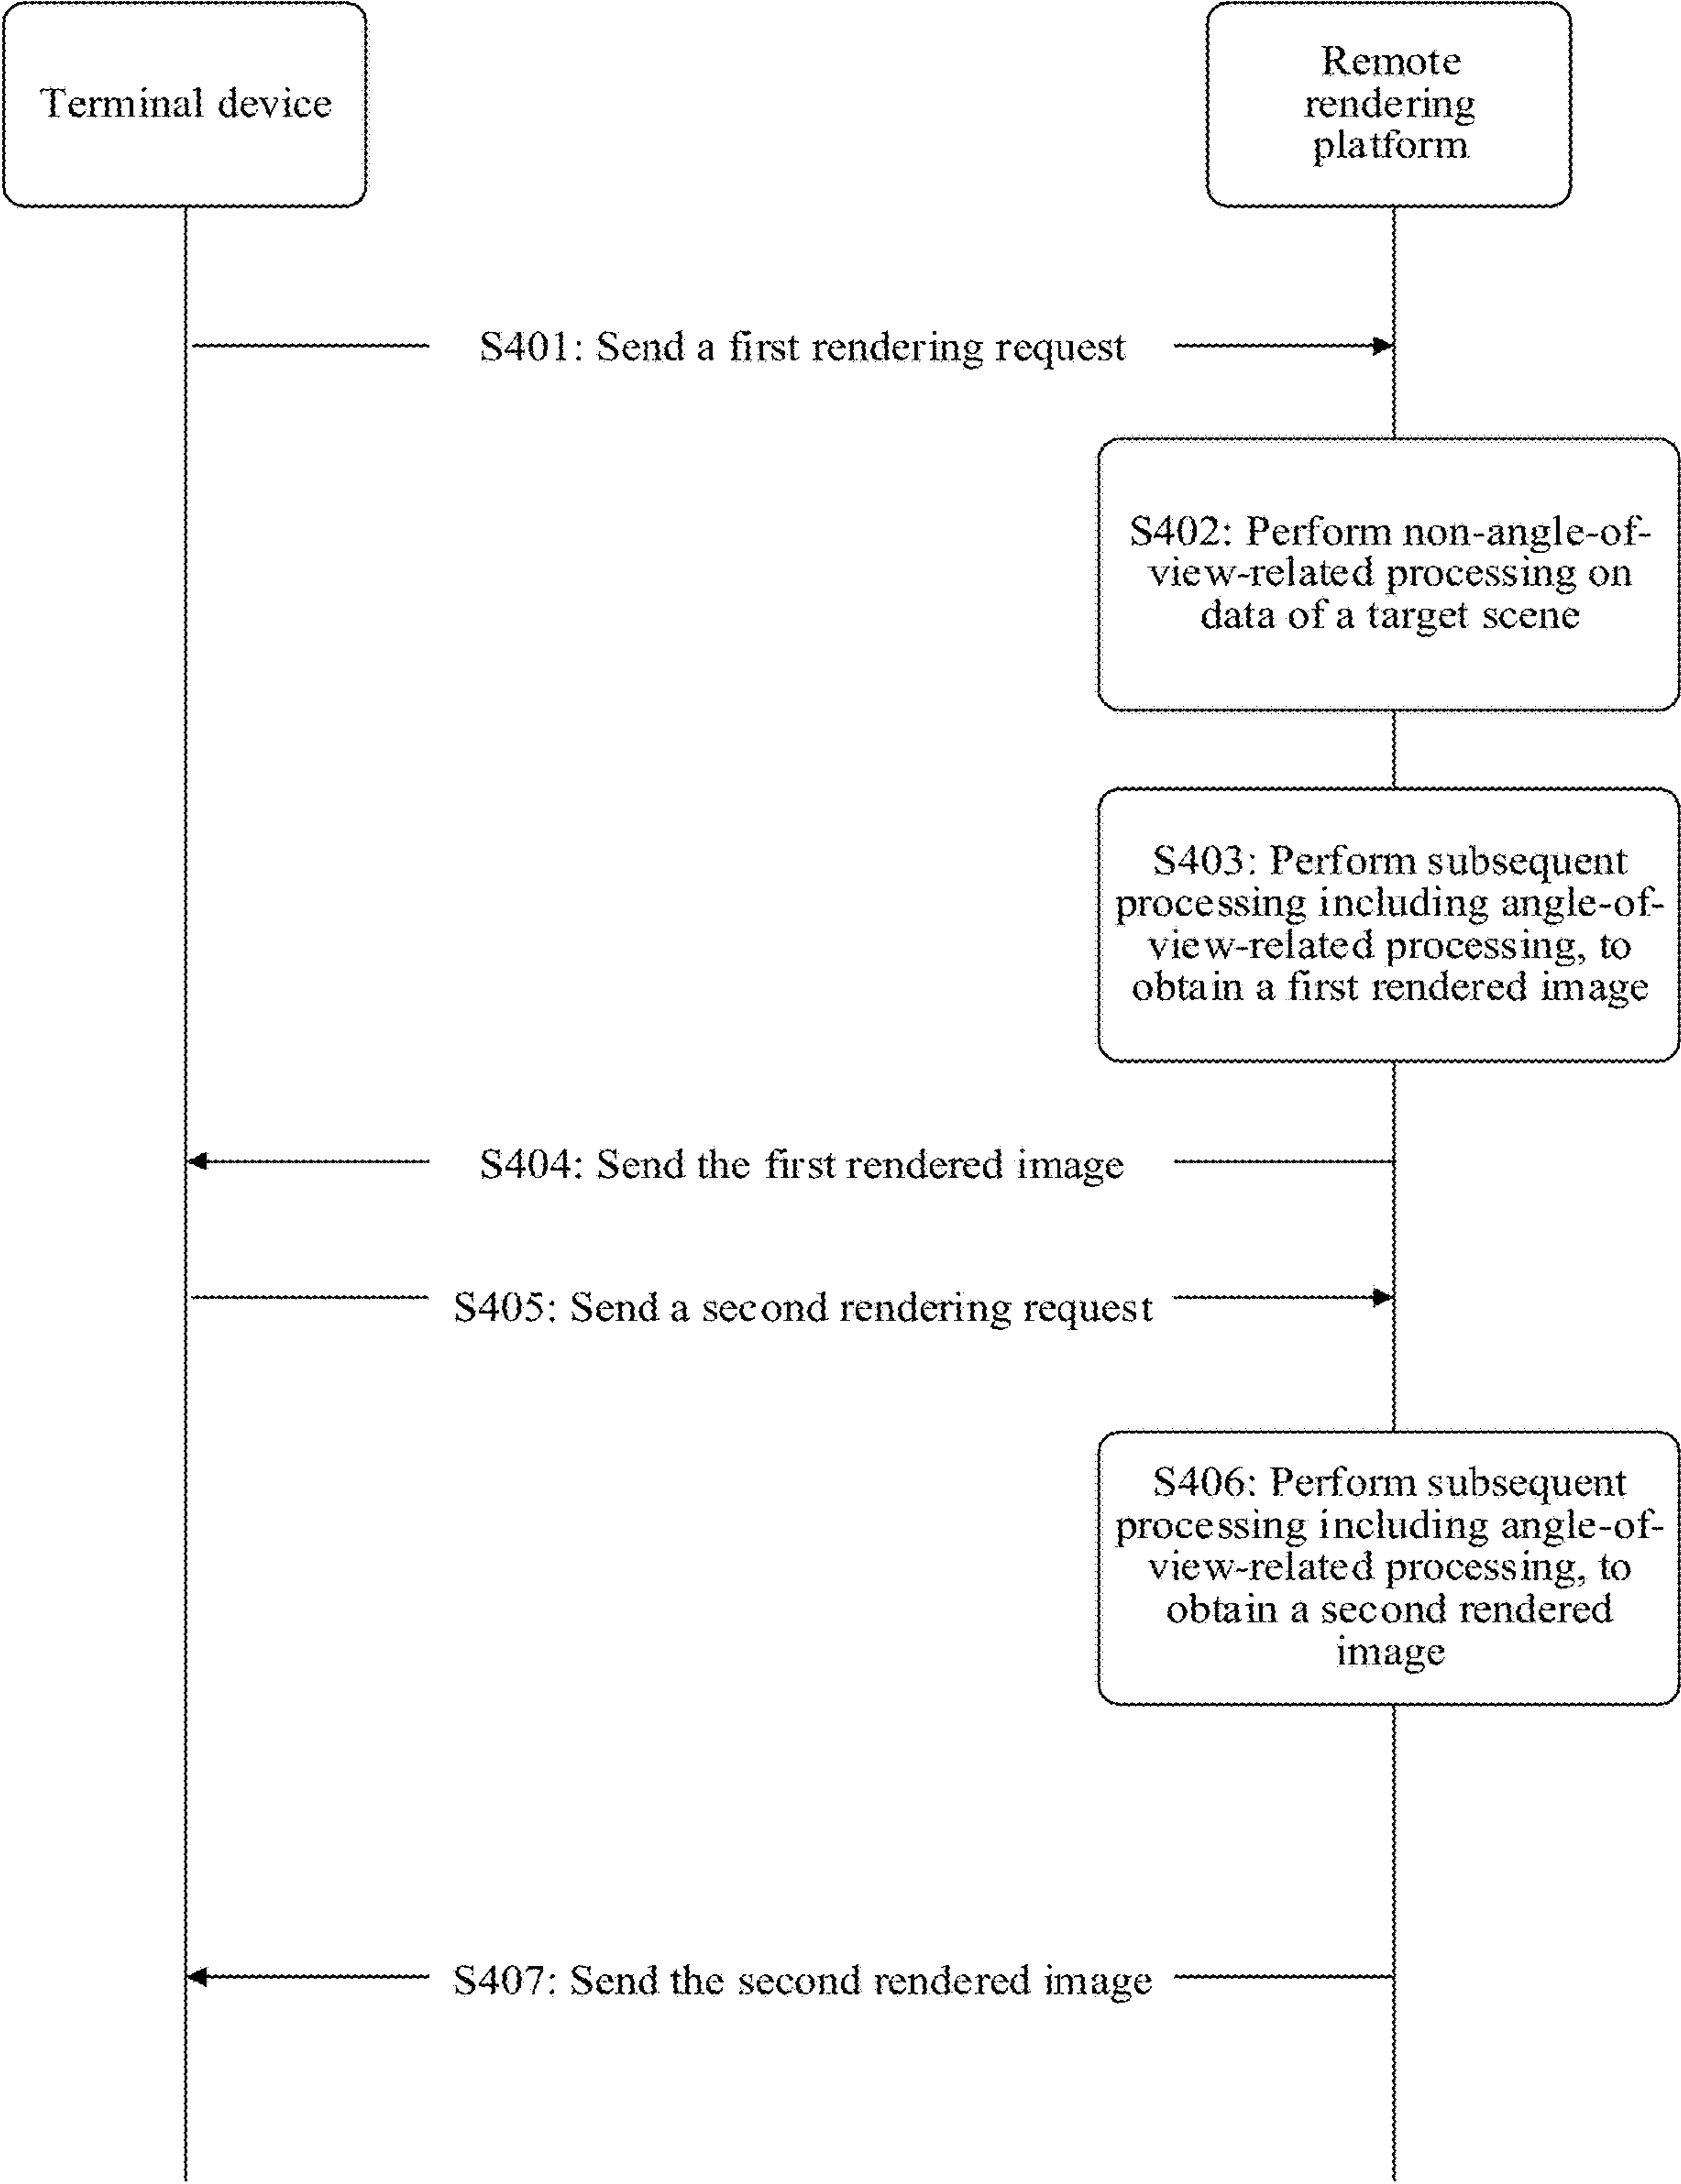 Terminal device
Remote
rendering
platform
S401: Send a first rendering request
S402: Perform non-angle-of-
view-related processing on
data of a target scene
S403: Perform subsequent
processing including angle-of-
view-related processing, to
obtain a first rendered image
S404: Send the first rendered image
S405: Send a second rendering request
S406: Perform subsequent
processing including angle-of-
view-related processing, to
obtain a second rendered
image
S407: Send the second rendered image